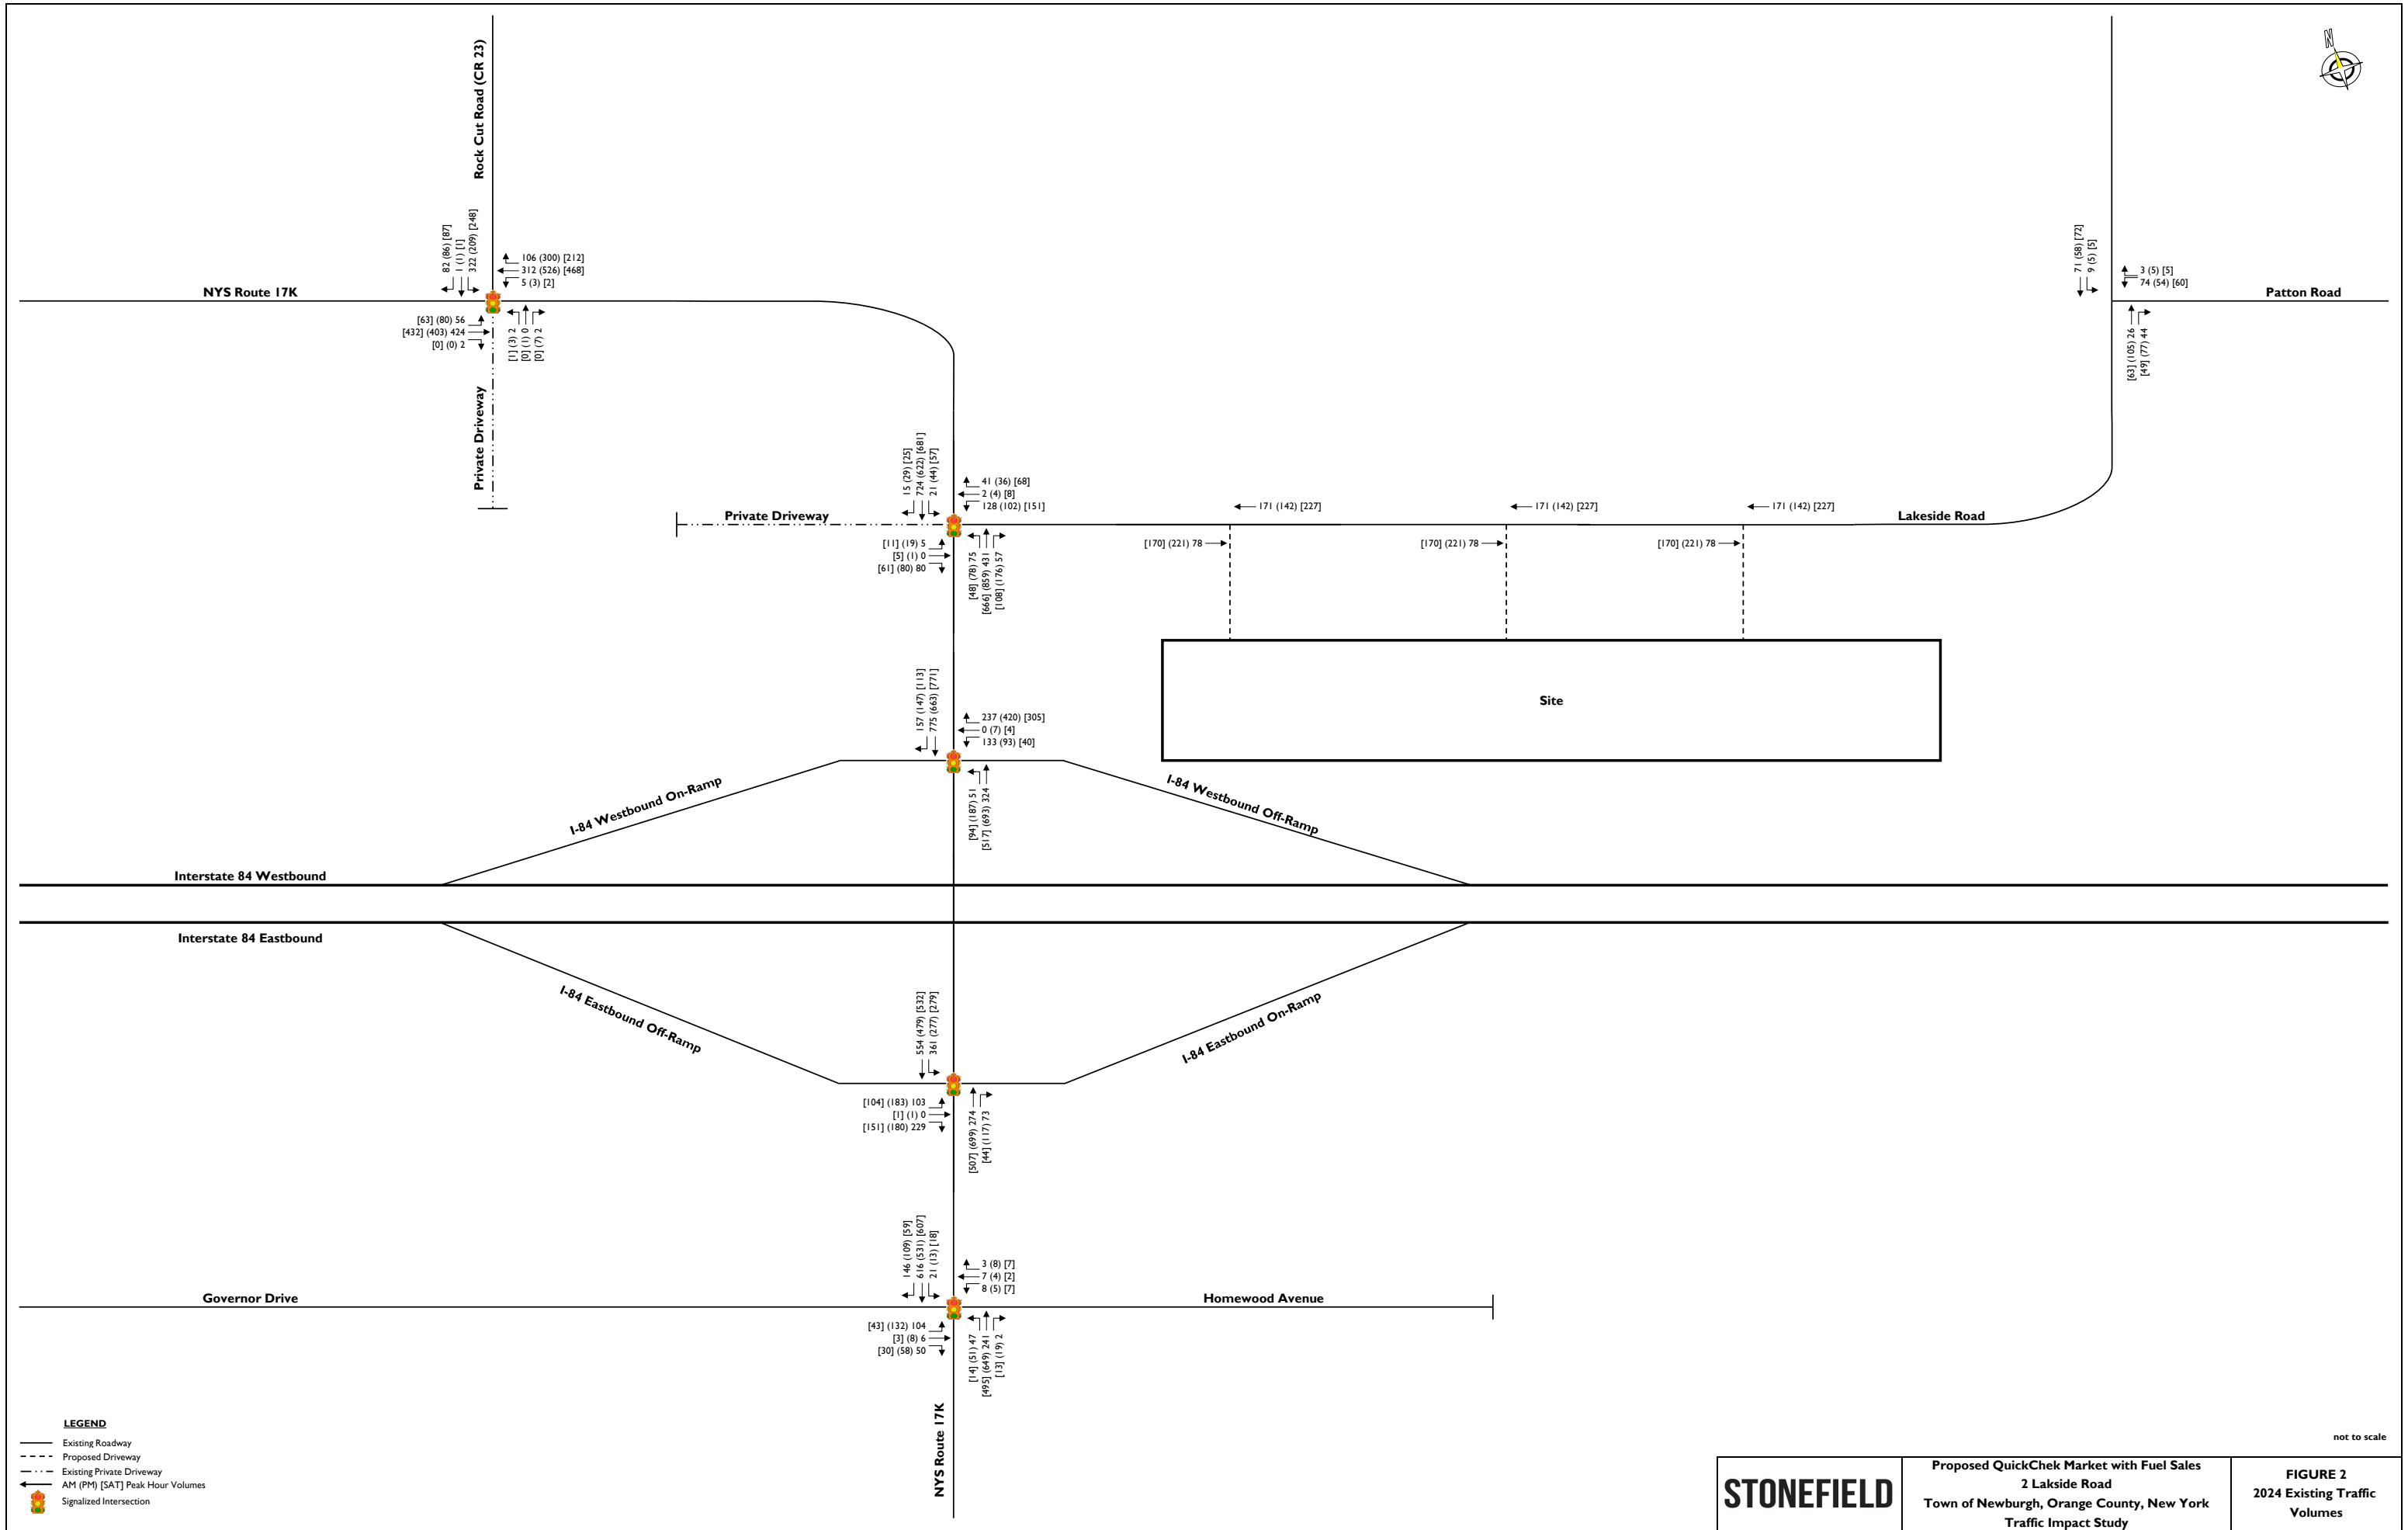 N
Rock Cut Road (CR 23)
82 (86) [87]
1 (1) [1]
322 (209) [248]
106 (300) [212]
312 (526) [468]
5 (3) [2]
NYS Route 17K
[63] (80) 56
[432] (403) 424
[0] (0) 2
[1] (3) 2
[0] (1) 0
[0] (7) 2
Private Driveway
71 (58) [72]
9 (5) [5]
3 (5) [5]
74 (54) [60]
Patton Road
[63] (105) 26
[49] (77) 44
15 (29) [25]
724 (622) [681]
21 (44) [57]
41 (36) [68]
2 (4) [8]
128 (102) [151]
Private Driveway
171 (142) [227]
171 (142) [227]
171 (142) [227]
Lakeside Road
[11] (19) 5
[5] (1) 0
[61] (80) 80
[48] (78) 75
[666] (859) 431
[108] (176) 57
[170] (221) 78
[170] (221) 78
[170] (221) 78
Site
157 (147) [113]
775 (663) [771]
237 (420) [305]
0 (7) [4]
133 (93) [40]
[94] (187) 51
[517] (693) 324
I-84 Westbound On-Ramp
I-84 Westbound Off-Ramp
Interstate 84 Westbound
Interstate 84 Eastbound
I-84 Eastbound Off-Ramp
I-84 Eastbound On-Ramp
554 (479) [532]
361 (277) [279]
[104] (183) 103
[1] (1) 0
[151] (180) 229
[507] (699) 274
[44] (117) 73
146 (109) [59]
616 (531) [607]
21 (13) [18]
3 (8) [7]
7 (4) [2]
8 (5) [7]
Governor Drive
Homewood Avenue
[43] (132) 104
[3] (8) 6
[30] (58) 50
[14] (51) 47
[495] (649) 241
[13] (19) 2
NYS Route 17K
LEGEND
Existing Roadway
Proposed Driveway
Existing Private Driveway
AM (PM) [SAT] Peak Hour Volumes
Signalized Intersection
not to scale
STONEFIELD
Proposed QuickChek Market with Fuel Sales
2 Lakside Road
Town of Newburgh, Orange County, New York
Traffic Impact Study
FIGURE 2
2024 Existing Traffic
Volumes